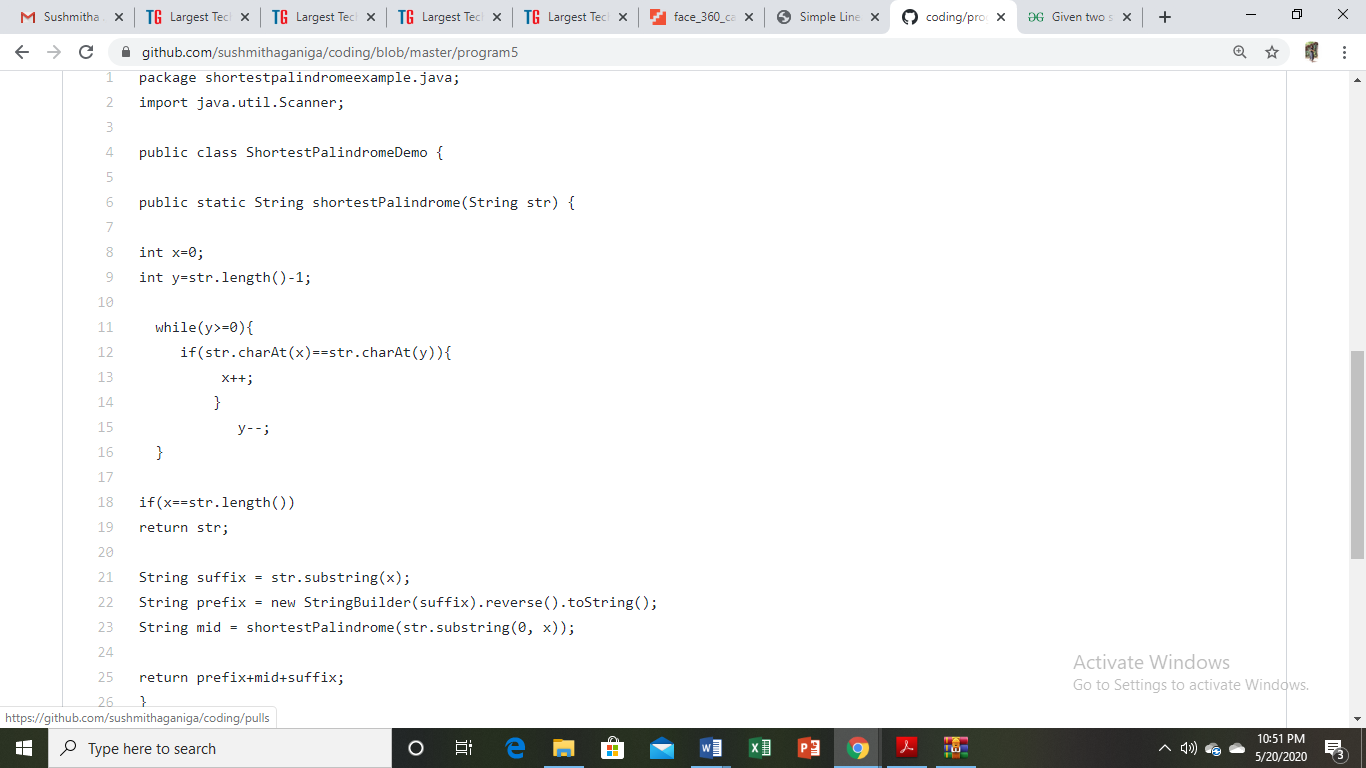 Sushmitha
Largest Tec
Largest Tec
Largest Tec
Largest Tec
face_360_ca
Simple Line
coding/pro
Given two s
github.com/sushmithaganiga/coding/blob/master/program5
1 package shortestpalindromeexample.java;
2 import java.util.Scanner;
3
4 public class ShortestPalindromeDemo {
5
6 public static String shortestPalindrome(String str) {
7
8 int x=0;
9 int y=str.length()-1;
10
11 while(y>=0){
12 if(str.charAt(x)==str.charAt(y)){
13 x++;
14 }
15 y--;
16 }
17
18 if(x==str.length())
19 return str;
20
21 String suffix = str.substring(x);
22 String prefix = new StringBuilder(suffix).reverse().toString();
23 String mid = shortestPalindrome(str.substring(0, x));
24
25 return prefix+mid+suffix;
26 }
Activate Windows
Go to Settings to activate Windows.
https://github.com/sushmithaganiga/coding/pulls
Type here to search
10:51 PM
5/20/2020
3